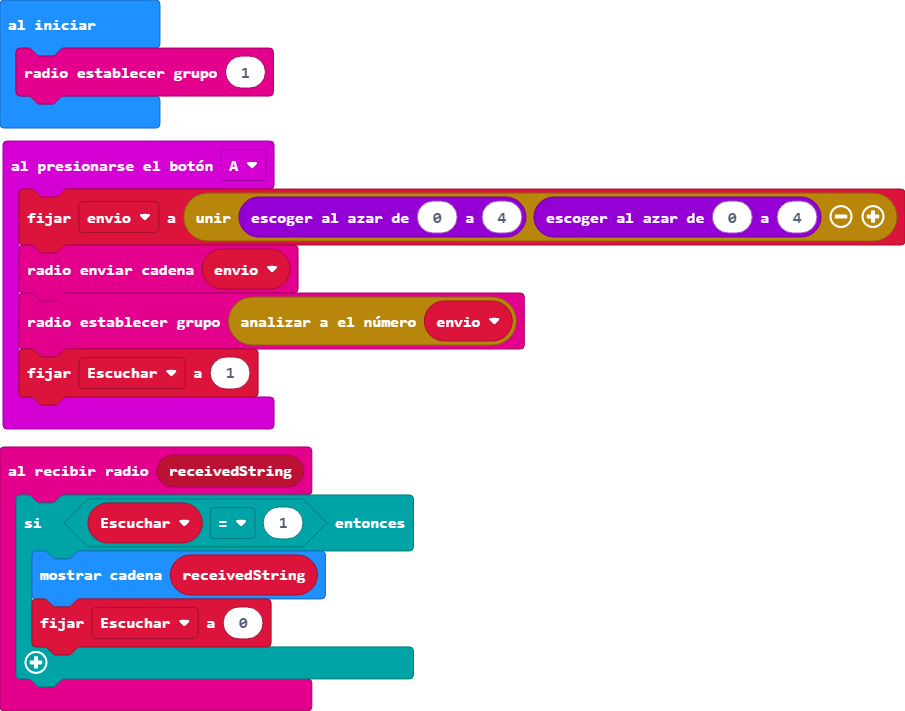 al iniciar
radio establecer grupo 1
al presionarse el botón A
fijar envio a unir escoger al azar de 0 a 4 escoger al azar de 0 a 4
radio enviar cadena envio
radio establecer grupo analizar a el número envio
fijar Escuchar a 1
al recibir radio receivedString
si Escuchar = 1 entonces
mostrar cadena receivedString
fijar Escuchar a 0